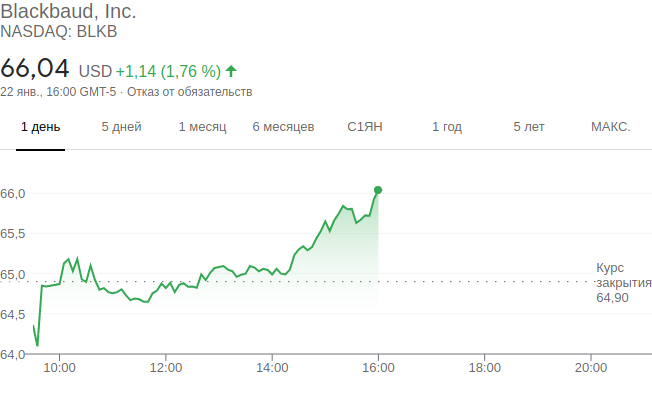 Blackbaud, Inc.
NASDAQ: BLKB
66,04 USD +1,14 (1,76 %)
22 янв., 16:00 GMT-5 · Отказ от обязательств
1 день 5 дней 1 месяц 6 месяцев С1ЯН 1 год 5 лет МАКС.
66,0
65,5
65,0
64,5
64,0
Курс
закрытия
64,90
10:00 12:00 14:00 16:00 18:00 20:00